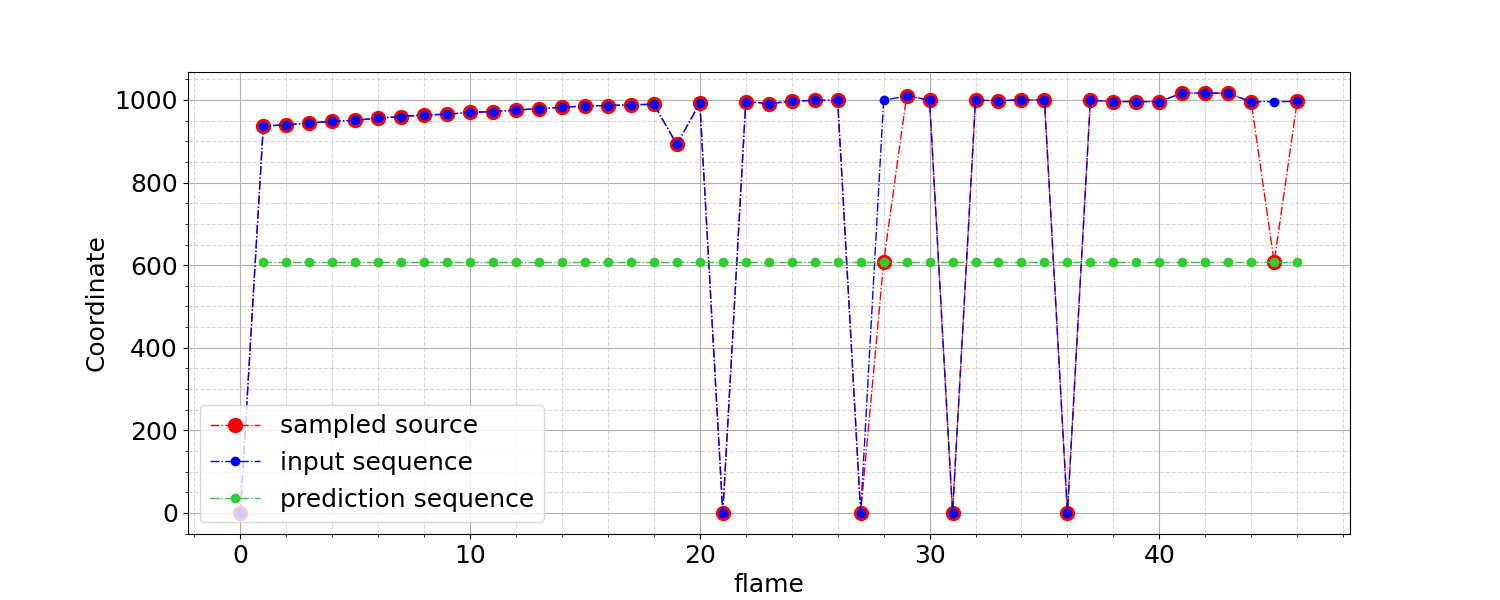 1000
800
600
400
200
0
Coordinate
sampled source
input sequence
prediction sequence
0 10 20 30 40
flame